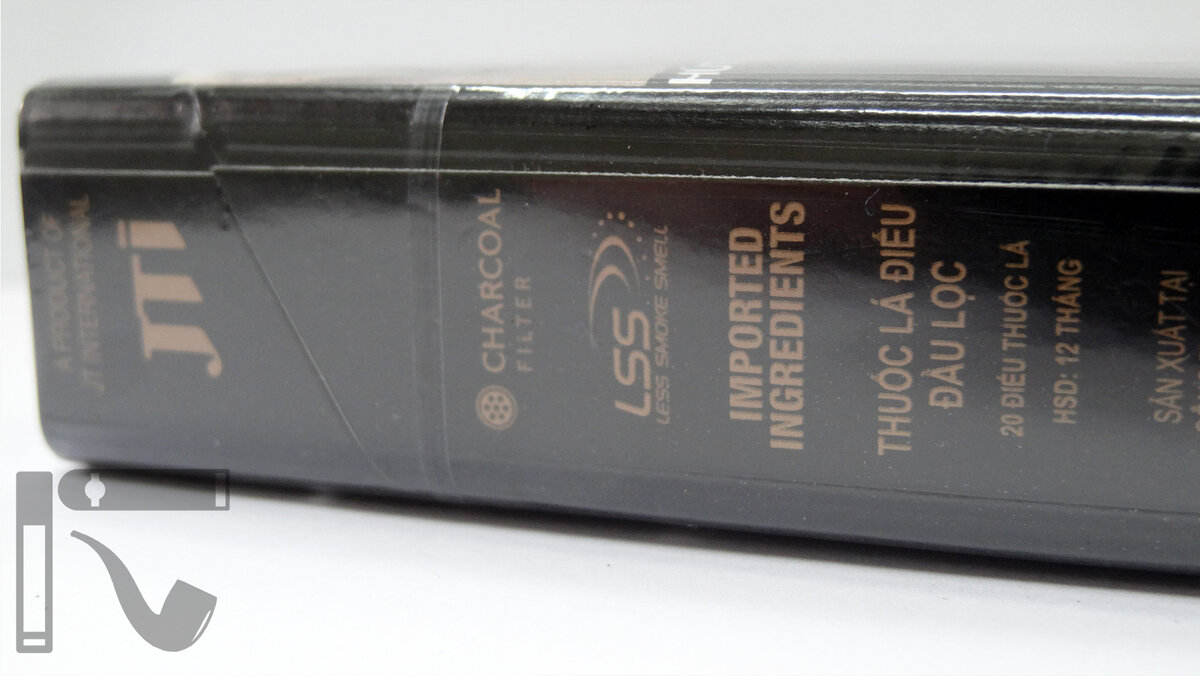 A PRODUCT OF
JT INTERNATIONAL
JTi
CHARCOAL
FILTER
LSS
LESS SMOKE SMELL
IMPORTED
INGREDIENTS
THUỐC LÁ ĐIẾU
ĐẦU LỌC
20 ĐIẾU THUỐC LÁ
HSD: 12 THÁNG
SẢN XUẤT TẠI